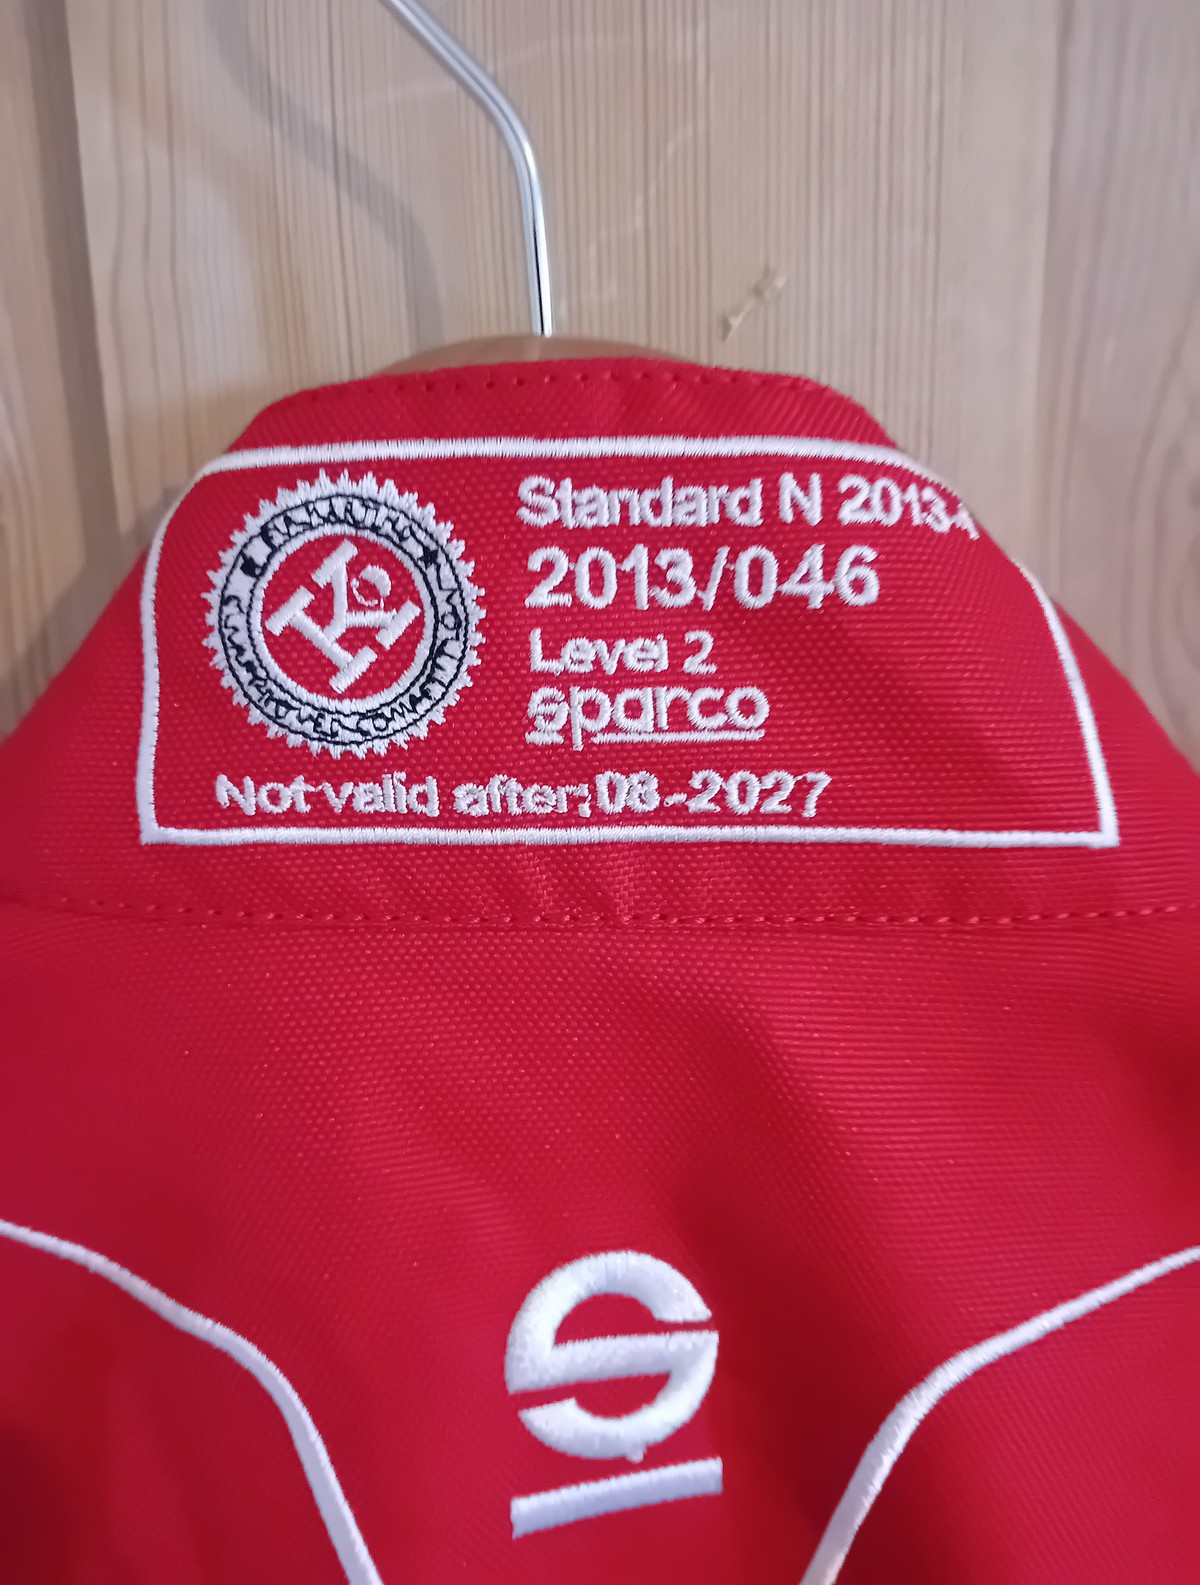 Standard N 2013-1
2013/046
Level 2
sparco
Not valid after: 08-2027